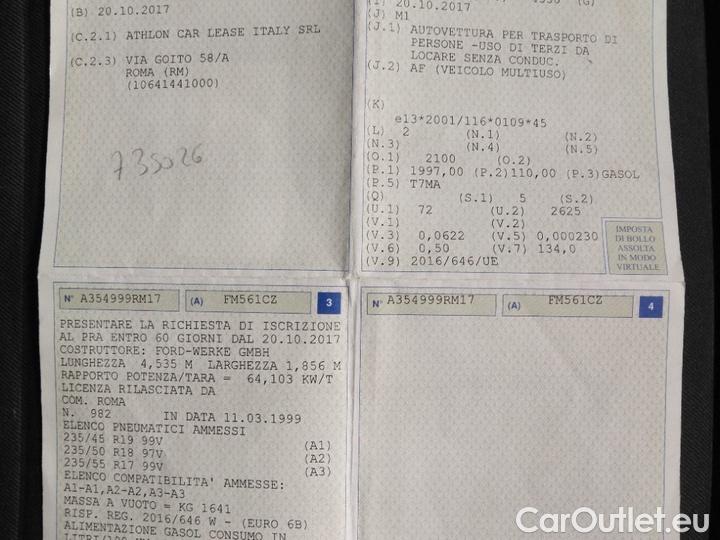 (B) 20.10.2017
(C.2.1) ATHLON CAR LEASE ITALY SRL
(C.2.3) VIA GOITO 58/A
ROMA (RM)
(10641441000)
735026
(I) 20.10.2017
(J) M1
(J.1) AUTOVETTURA PER TRASPORTO DI
PERSONE -USO DI TERZI DA
LOCARE SENZA CONDUC.
(J.2) AF (VEICOLO MULTIUSO)
(K)
e13*2001/116*0109*45
(L) 2 (N.1) (N.2)
(N.3) (N.4) (N.5)
(O.1) 2100 (O.2)
(P.1) 1997,00 (P.2)110,00 (P.3)GASOL
(P.5) T7MA
(Q) (S.1) 5 (S.2)
(U.1) 72 (U.2) 2625
(V.1) (V.2)
(V.3) 0,0622 (V.5) 0,000230
(V.6) 0,50 (V.7) 134,0
(V.9) 2016/646/UE
IMPOSTA
DI BOLLO
ASSOLTA
IN MODO
VIRTUALE
N° A354999RM17 (A) FM561CZ 3
PRESENTARE LA RICHIESTA DI ISCRIZIONE
AL PRA ENTRO 60 GIORNI DAL 20.10.2017
COSTRUTTORE: FORD-WERKE GMBH
LUNGHEZZA 4,535 M LARGHEZZA 1,856 M
RAPPORTO POTENZA/TARA = 64,103 KW/T
LICENZA RILASCIATA DA
COM. ROMA
N. 982 IN DATA 11.03.1999
ELENCO PNEUMATICI AMMESSI
235/45 R19 99V (A1)
235/50 R18 97V (A2)
235/55 R17 99V (A3)
ELENCO COMPATIBILITA' AMMESSE:
A1-A1,A2-A2,A3-A3
MASSA A VUOTO = KG 1641
RISP. REG. 2016/646 W - (EURO 6B)
ALIMENTAZIONE GASOL CONSUMO IN
N° A354999RM17 (A) FM561CZ 4
CarOutlet.eu